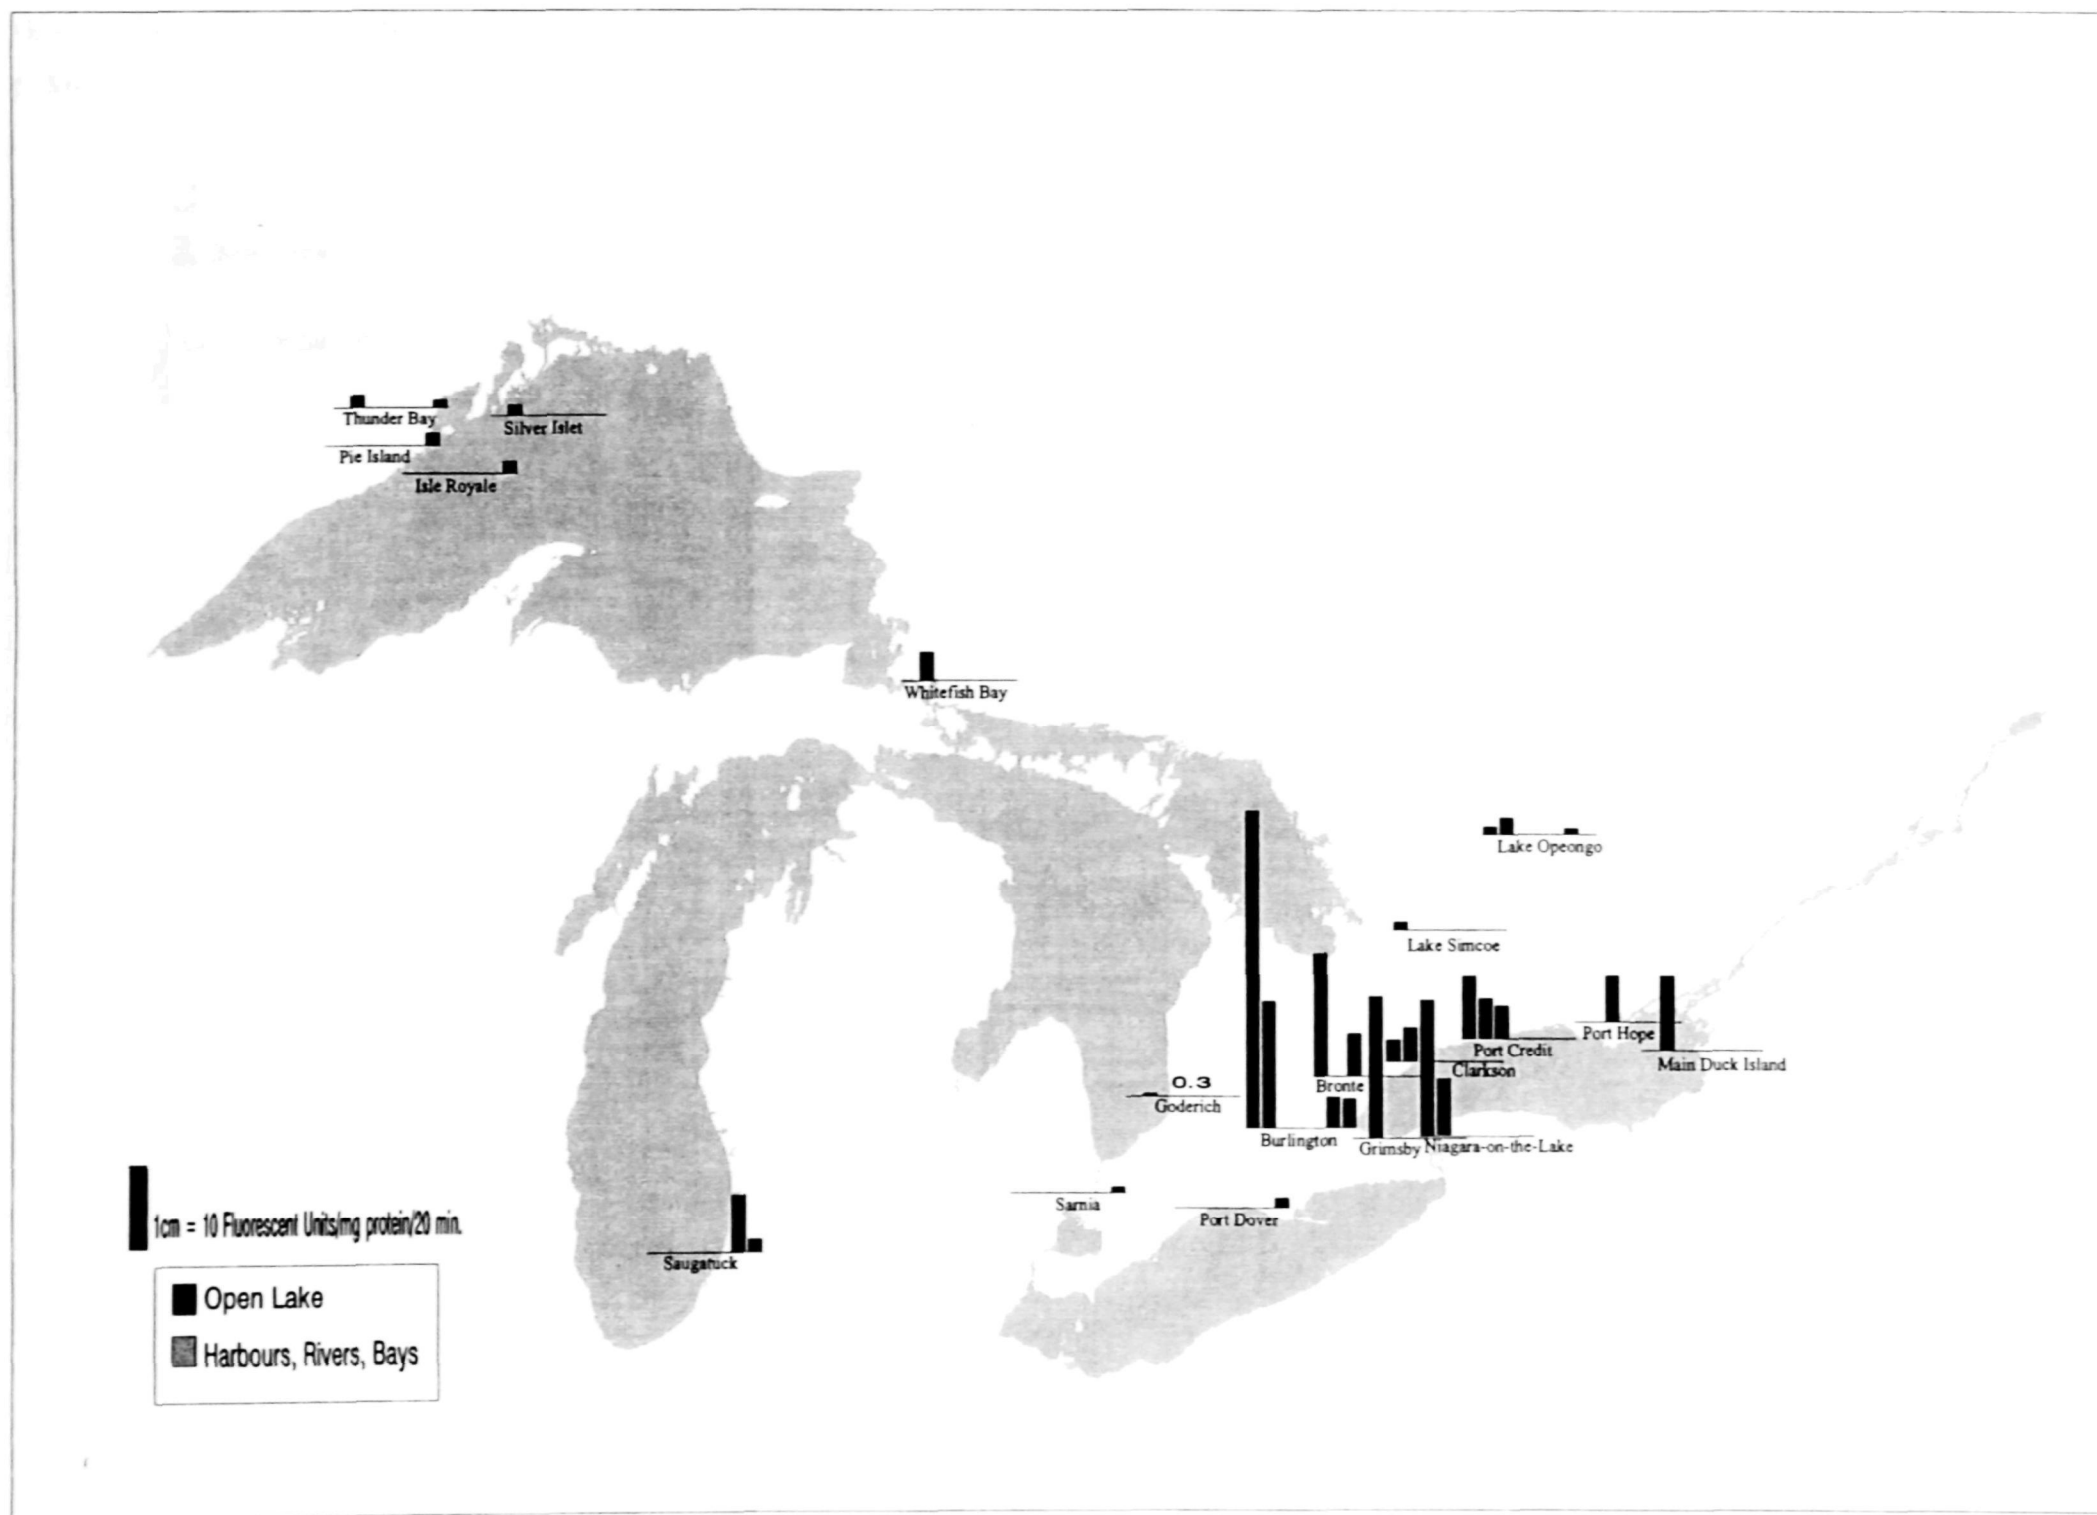 Thunder Bay
Silver Islet
Pie Island
Isle Royale
Whitefish Bay
Lake Opeongo
Lake Simcoe
Port Hope
Port Credit
Main Duck Island
Clarkson
Bronte
0.3
Goderich
Burlington
Grimsby
Niagara-on-the-Lake
Sarnia
Port Dover
1cm = 10 Fluorescent Units/mg protein/20 min.
Saugatuck
Open Lake
Harbours, Rivers, Bays